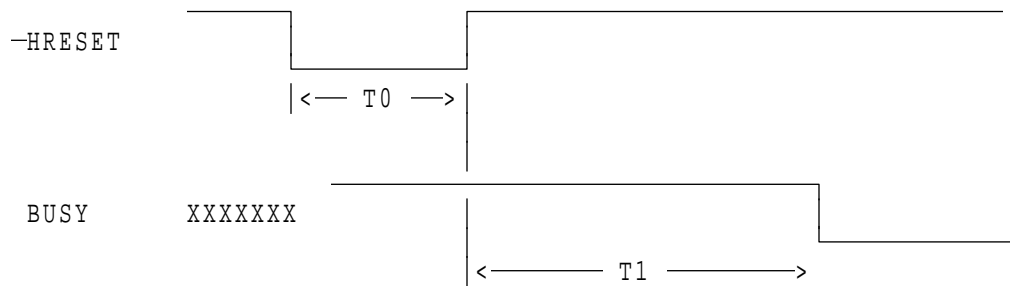 —HRESET
|<— T0 —>|
BUSY XXXXXXX
|<—— T1 ——>